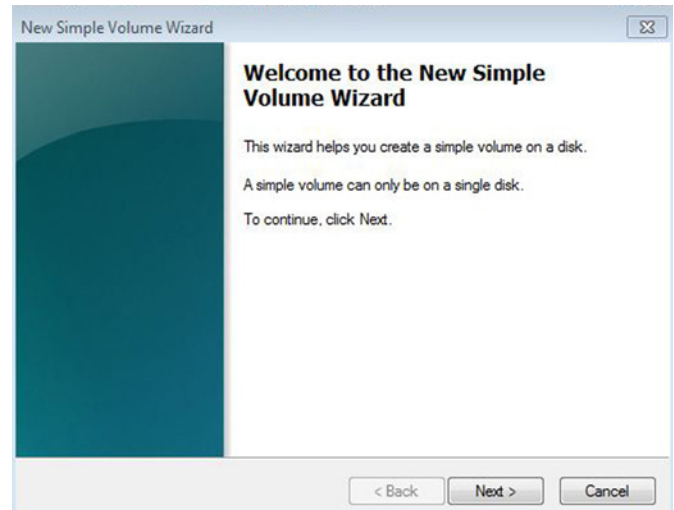 New Simple Volume Wizard
Welcome to the New Simple
Volume Wizard
This wizard helps you create a simple volume on a disk.
A simple volume can only be on a single disk.
To continue, click Next.
< Back Next > Cancel